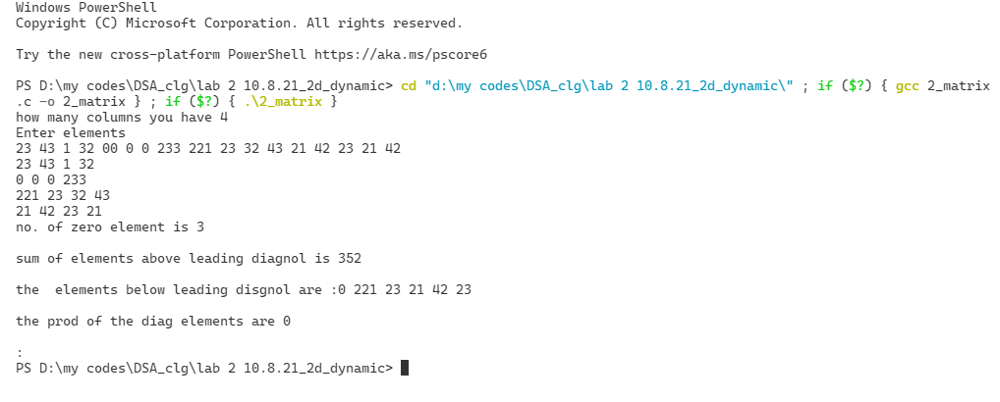 Windows PowerShell
Copyright (C) Microsoft Corporation. All rights reserved.
Try the new cross-platform PowerShell https://aka.ms/pscore6
PS D:\my codes\DSA_clg\lab 2 10.8.21_2d_dynamic> cd "d:\my codes\DSA_clg\lab 2 10.8.21_2d_dynamic\" ; if ($?) { gcc 2_matrix
.c -o 2_matrix } ; if ($?) { .\2_matrix }
how many columns you have 4
Enter elements
23 43 1 32 00 0 0 233 221 23 32 43 21 42 23 21 42
23 43 1 32
0 0 0 233
221 23 32 43
21 42 23 21
no. of zero element is 3
sum of elements above leading diagnol is 352
the  elements below leading disgnol are :0 221 23 21 42 23
the prod of the diag elements are 0
:
PS D:\my codes\DSA_clg\lab 2 10.8.21_2d_dynamic>